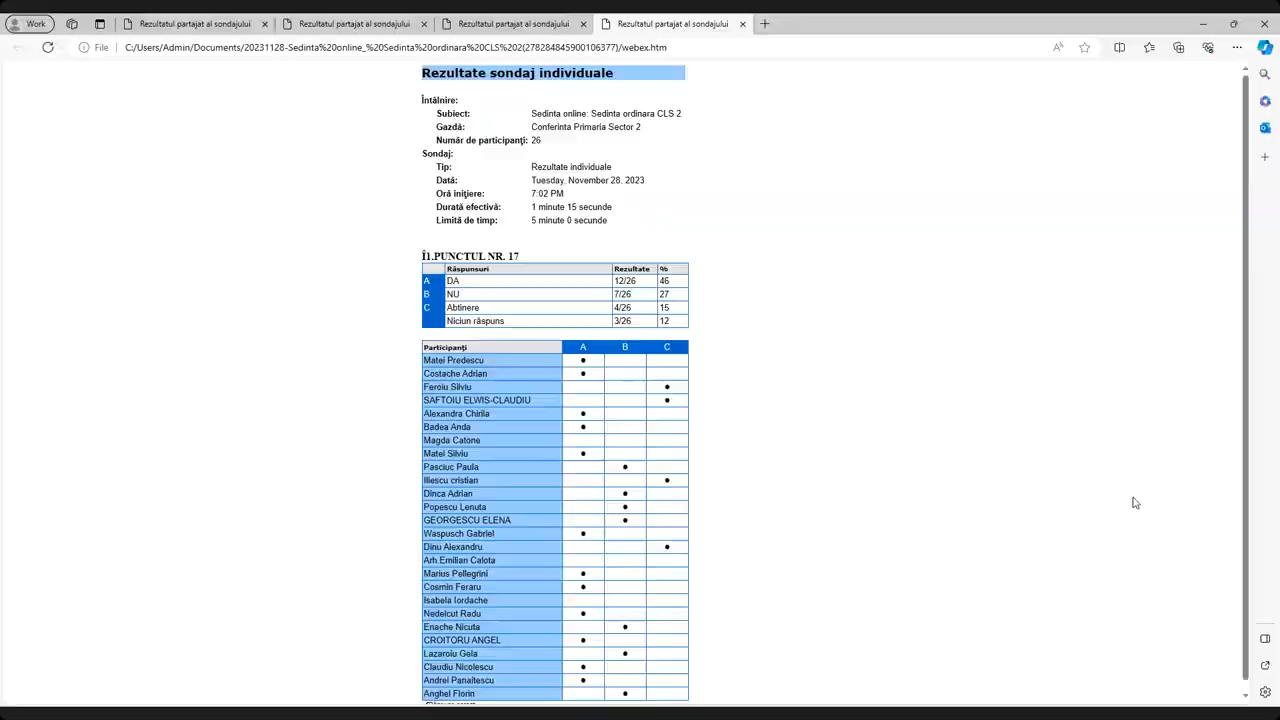 Work
Rezultatul partajat al sondajului
Rezultatul partajat al sondajului
Rezultatul partajat al sondajului
Rezultatul partajat al sondajului
File
C:/Users/Admin/Documents/20231128-Sedinta%20online_%20Sedinta%20ordinara%20CLS%202(278284845900106377)/webex.htm
Rezultate sondaj individuale
Întâlnire:
Subiect: Sedinta online: Sedinta ordinara CLS 2
Gazdă: Conferinta Primaria Sector 2
Număr de participanţi: 26
Sondaj:
Tip: Rezultate individuale
Dată: Tuesday, November 28, 2023
Oră iniţiere: 7:02 PM
Durată efectivă: 1 minute 15 secunde
Limită de timp: 5 minute 0 secunde
Î1.PUNCTUL NR. 17
Răspunsuri Rezultate %
A DA 12/26 46
B NU 7/26 27
C Abtinere 4/26 15
Niciun răspuns 3/26 12
Participanţi A B C
Matei Predescu
Costache Adrian
Feroiu Silviu
SAFTOIU ELWIS-CLAUDIU
Alexandra Chirila
Badea Anda
Magda Catone
Matei Silviu
Pasciuc Paula
Iliescu cristian
Dinca Adrian
Popescu Lenuta
GEORGESCU ELENA
Waspusch Gabriel
Dinu Alexandru
Arh.Emilian Calota
Marius Pellegrini
Cosmin Feraru
Isabela Iordache
Nedelcut Radu
Enache Nicuta
CROITORU ANGEL
Lazaroiu Gela
Claudiu Nicolescu
Andrei Panaitescu
Anghel Florin